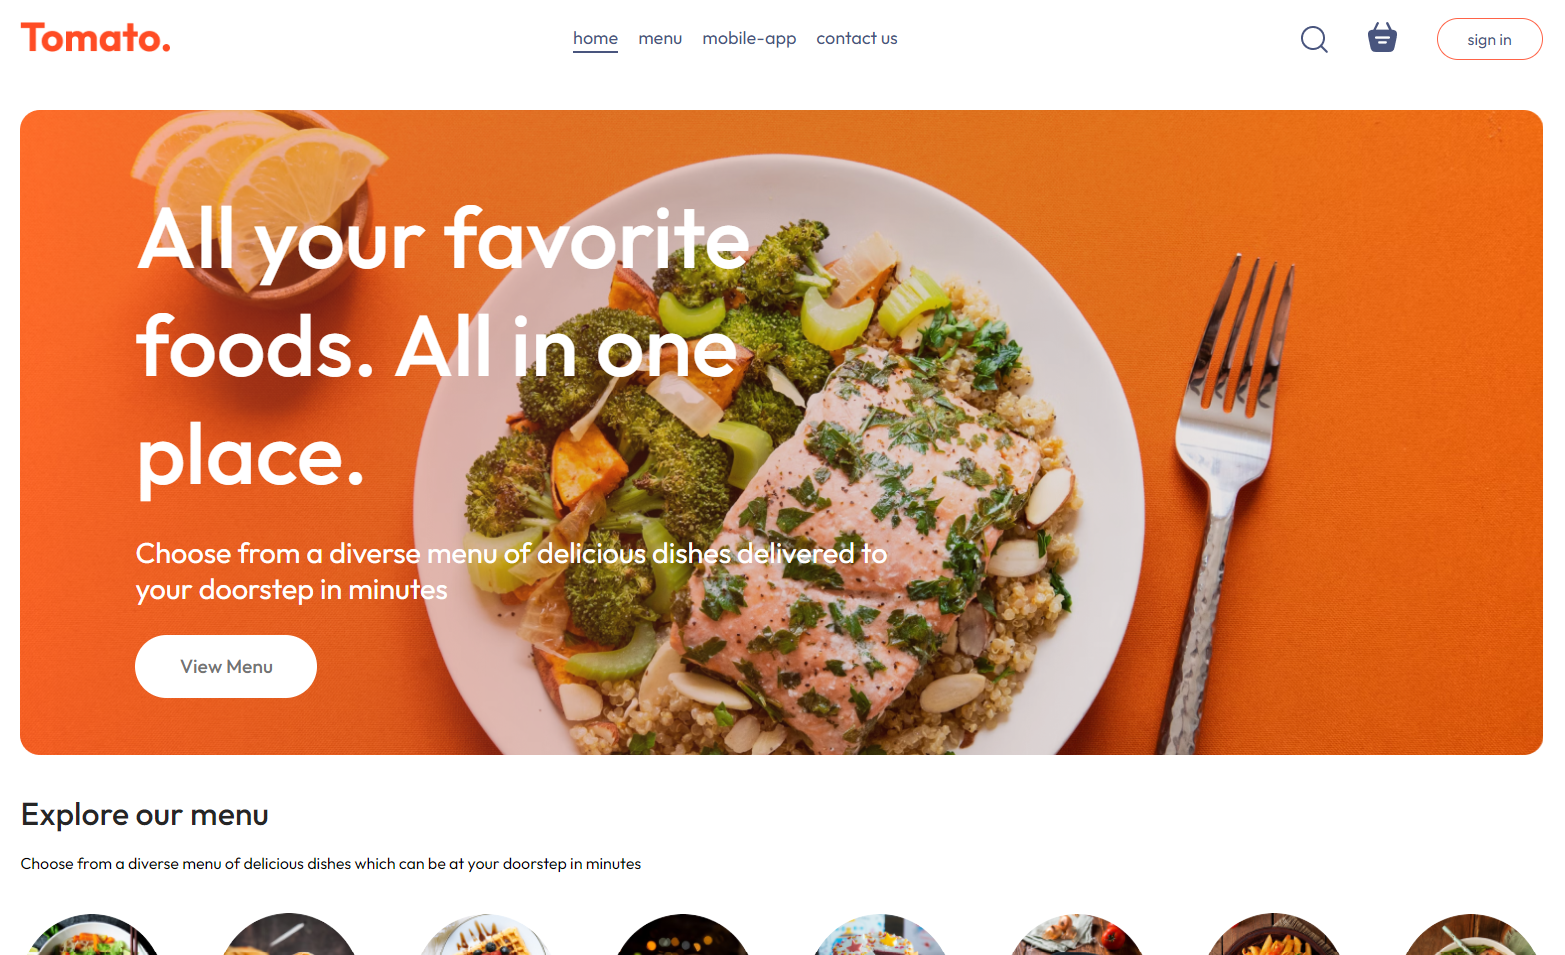 Tomato.
home menu mobile-app contact us
sign in
All your favorite
foods. All in one
place.
Choose from a diverse menu of delicious dishes delivered to
your doorstep in minutes
View Menu
Explore our menu
Choose from a diverse menu of delicious dishes which can be at your doorstep in minutes